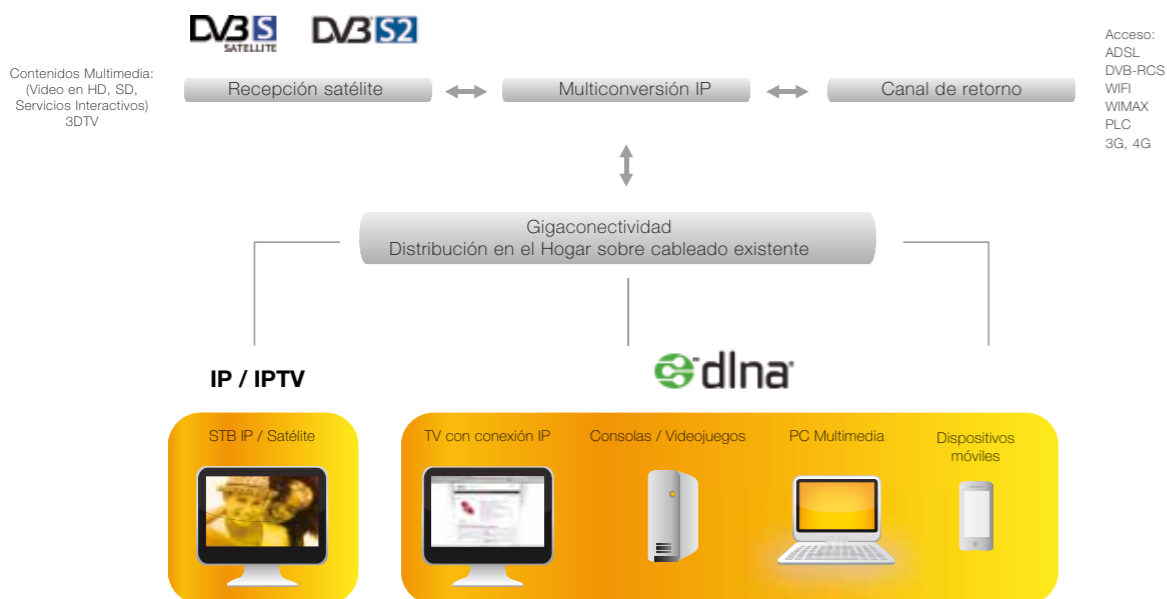 DVB S
SATELLITE
DVB S2
Contenidos Multimedia:
(Video en HD, SD,
Servicios Interactivos)
3DTV
Recepción satélite
Multiconversión IP
Canal de retorno
Acceso:
ADSL
DVB-RCS
WIFI
WIMAX
PLC
3G, 4G
Gigaconectividad
Distribución en el Hogar sobre cableado existente
IP / IPTV
dlna
STB IP / Satélite
TV con conexión IP
Consolas / Videojuegos
PC Multimedia
Dispositivos
móviles